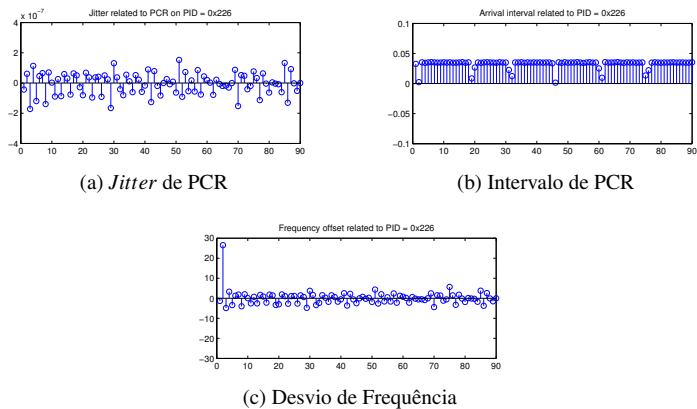 Jitter related to PCR on PID = 0x226
x 10⁻⁷
4
2
0
−2
−4
0 10 20 30 40 50 60 70 80 90
(a) Jitter de PCR
Arrival interval related to PID = 0x226
0.1
0.05
0
−0.05
−0.1
0 10 20 30 40 50 60 70 80 90
(b) Intervalo de PCR
Frequency offset related to PID = 0x226
30
20
10
0
−10
−20
−30
0 10 20 30 40 50 60 70 80 90
(c) Desvio de Frequência